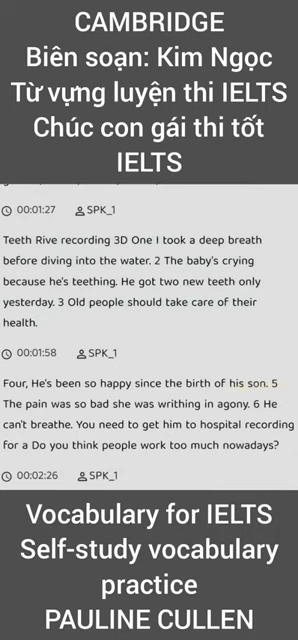 CAMBRIDGE
Biên soạn: Kim Ngọc
Từ vựng luyện thi IELTS
Chúc con gái thi tốt
IELTS
00:01:27 SPK_1
Teeth Rive recording 3D One I took a deep breath
before diving into the water. 2 The baby's crying
because he's teething. He got two new teeth only
yesterday. 3 Old people should take care of their
health.
00:01:58 SPK_1
Four, He's been so happy since the birth of his son. 5
The pain was so bad she was writhing in agony. 6 He
can't breathe. You need to get him to hospital recording
for a Do you think people work too much nowadays?
00:02:26 SPK_1
Vocabulary for IELTS
Self-study vocabulary
practice
PAULINE CULLEN